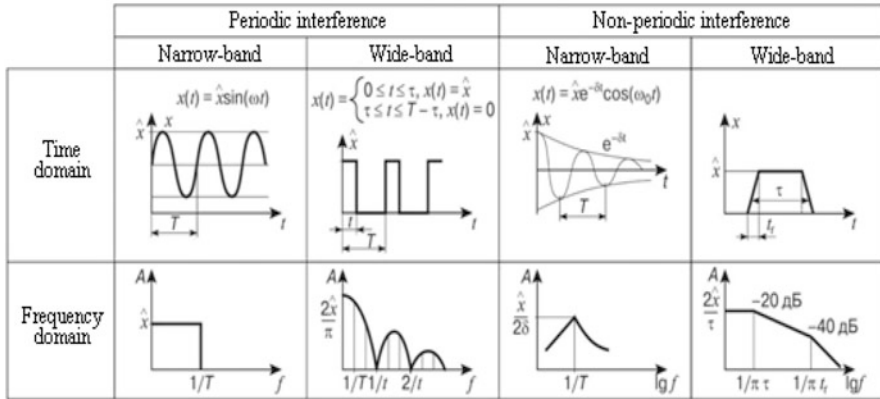 Periodic interference
Non-periodic interference
Narrow-band
Wide-band
Narrow-band
Wide-band
Time
domain
x(t) = x̂sin(ωt)
x̂
x
T
t
x(t) = { 0 ≤ t ≤ τ, x(t) = x̂
τ ≤ t ≤ T − τ, x(t) = 0
x̂
t
T
t
x(t) = x̂e^−δt cos(ω₀t)
x̂
x
e^−δt
T
t
x
x̂
τ
t_f
t
Frequency
domain
A
x̂
1/T
f
A
2x̂/π
1/T 1/t 2/t
f
A
x̂/2δ
1/T
lgf
A
2x̂/τ
−20 дБ
−40 дБ
1/π τ
1/π t_f
lgf